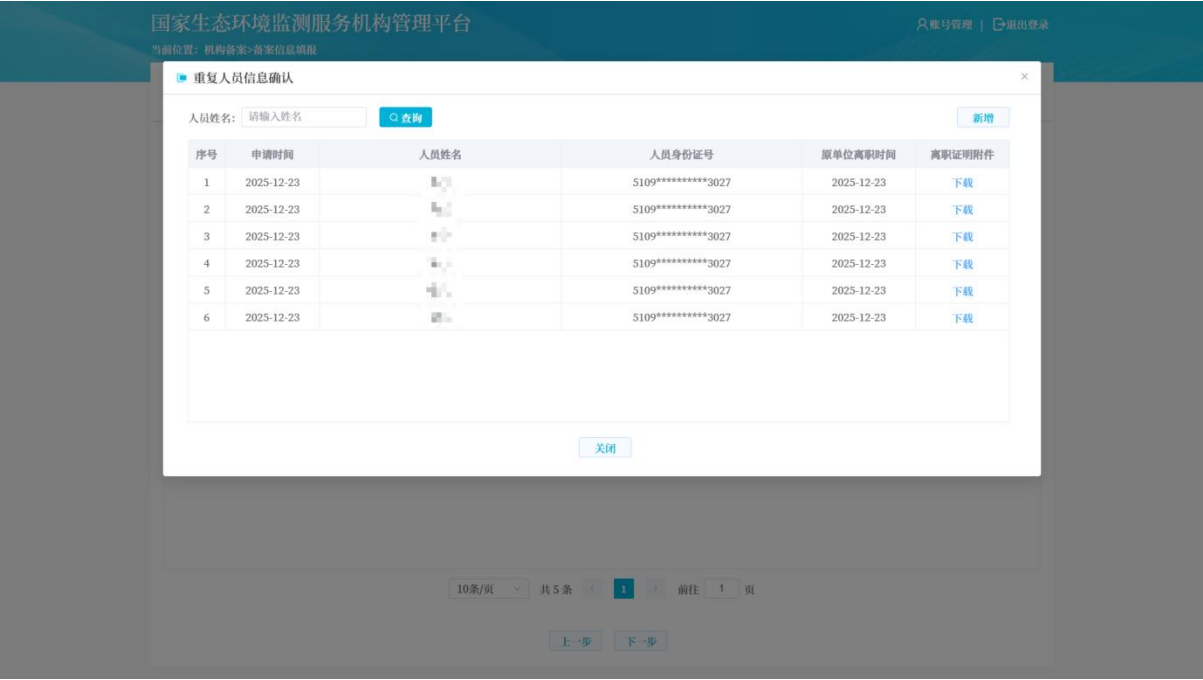 国家生态环境监测服务机构管理平台
账号管理 | 退出登录
当前位置：机构备案>备案信息填报
重复人员信息确认 ×
人员姓名： 请输入姓名 查询 新增
序号 申请时间 人员姓名 人员身份证号 原单位离职时间 离职证明附件
1 2025-12-23 5109**********3027 2025-12-23 下载
2 2025-12-23 5109**********3027 2025-12-23 下载
3 2025-12-23 5109**********3027 2025-12-23 下载
4 2025-12-23 5109**********3027 2025-12-23 下载
5 2025-12-23 5109**********3027 2025-12-23 下载
6 2025-12-23 5109**********3027 2025-12-23 下载
关闭
10条/页 共 5 条 1 前往 1 页
上一步 下一步